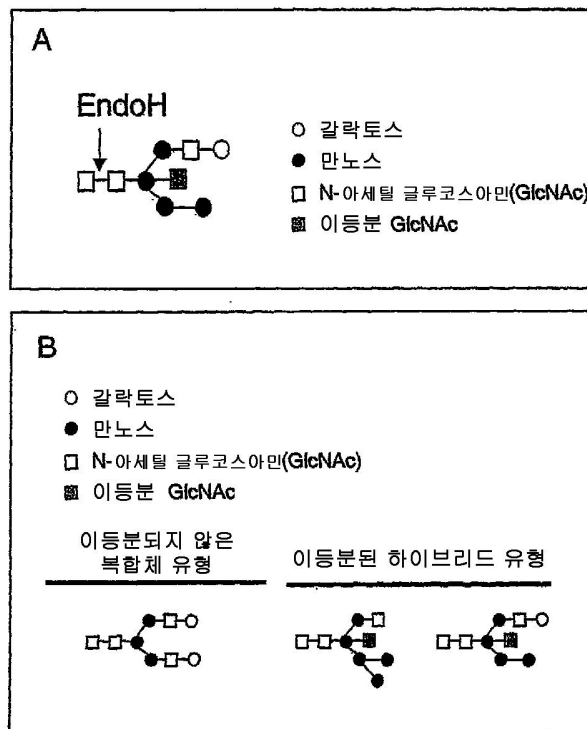 A
EndoH
갈락토스
만노스
N-아세틸 글루코스아민(GlcNAc)
이등분 GlcNAc
B
갈락토스
만노스
N-아세틸 글루코스아민(GlcNAc)
이등분 GlcNAc
이등분되지 않은
복합체 유형
이등분된 하이브리드 유형